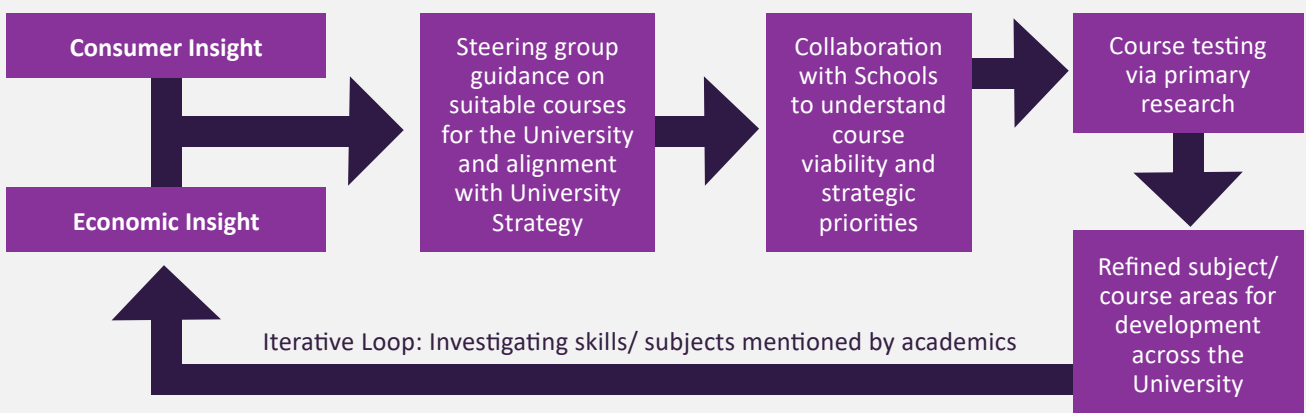 Consumer Insight
Economic Insight
Steering group
guidance on
suitable courses
for the University
and alignment
with University
Strategy
Collaboration
with Schools
to understand
course
viability and
strategic
priorities
Course testing
via primary
research
Refined subject/
course areas for
development
across the
University
Iterative Loop: Investigating skills/ subjects mentioned by academics